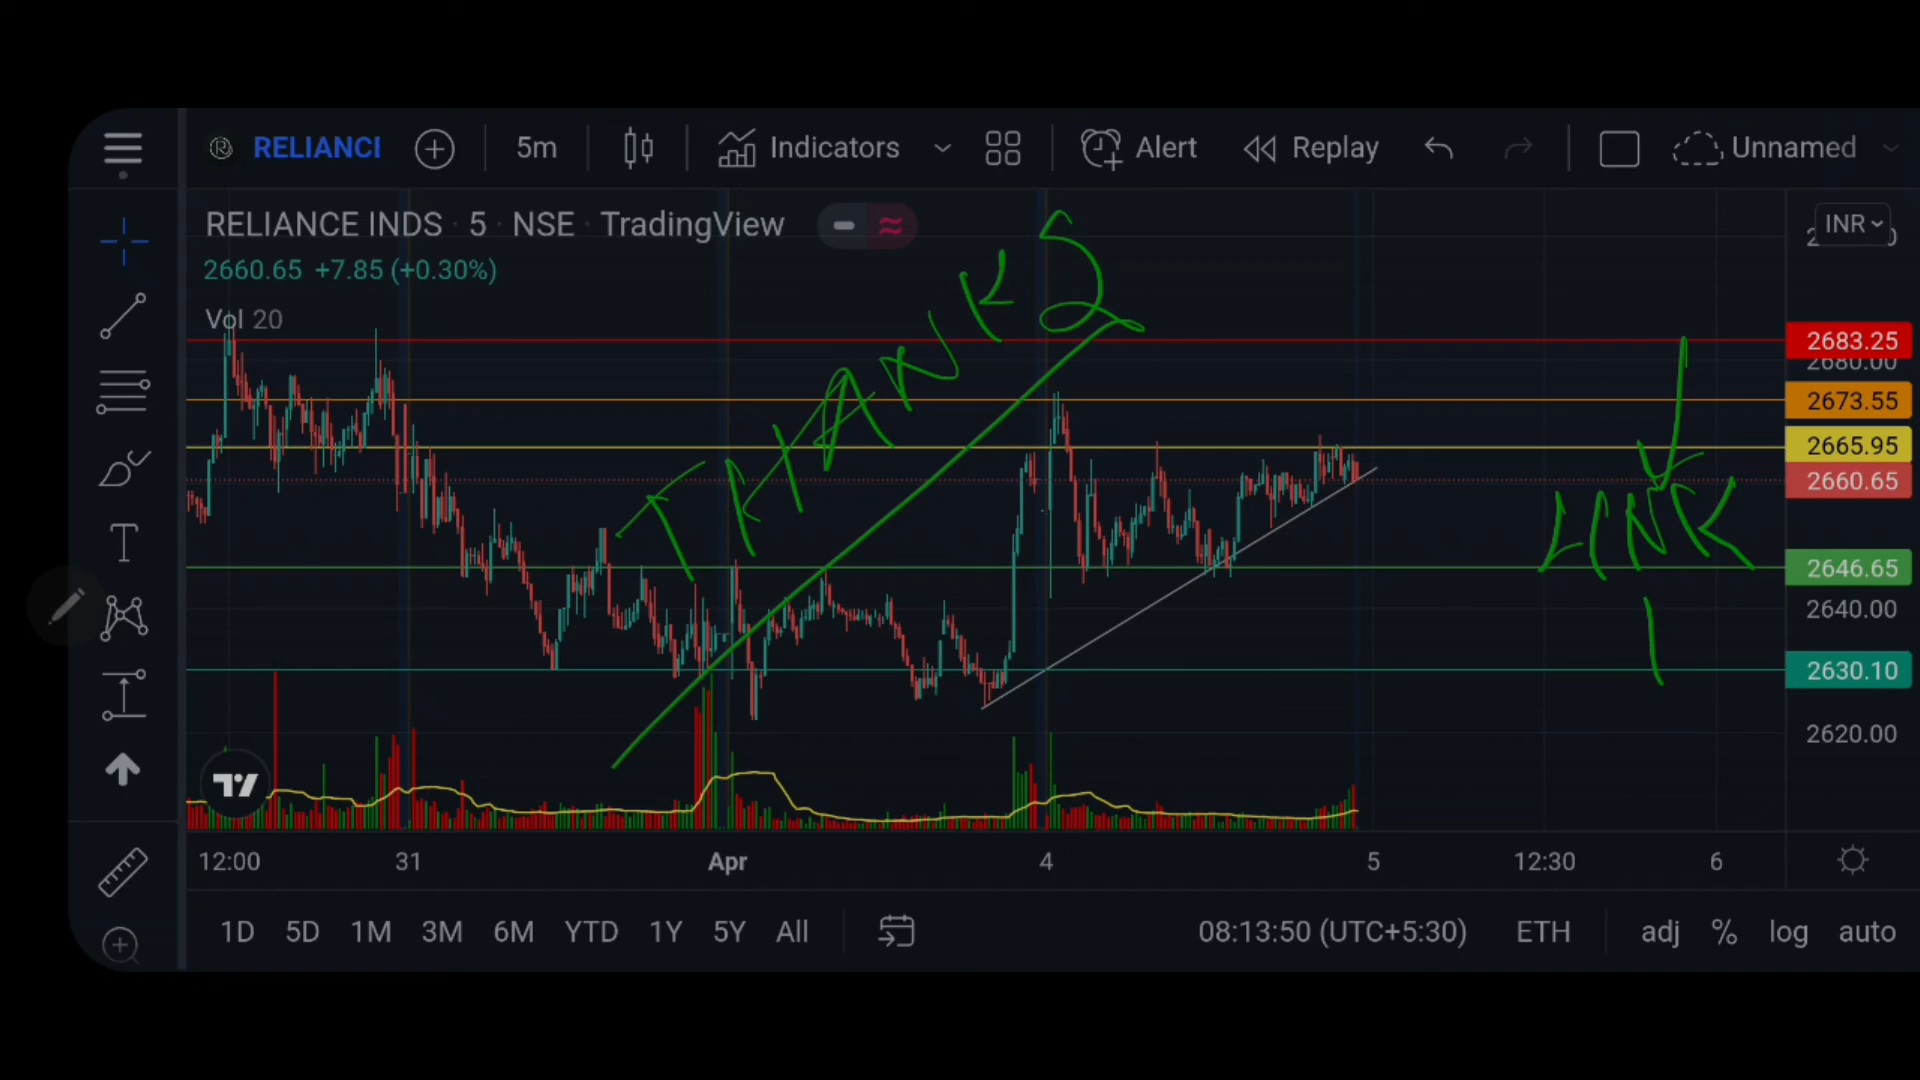 RELIANCI 5m Indicators Alert Replay Unnamed
RELIANCE INDS · 5 · NSE · TradingView
INR
2660.65 +7.85 (+0.30%)
Vol 20
THANKS
2683.25
2680.00
2673.55
2665.95
2660.65
LINK
2646.65
2640.00
2630.10
2620.00
12:00 31 Apr 4 5 12:30 6
1D 5D 1M 3M 6M YTD 1Y 5Y All 08:13:50 (UTC+5:30) ETH adj % log auto